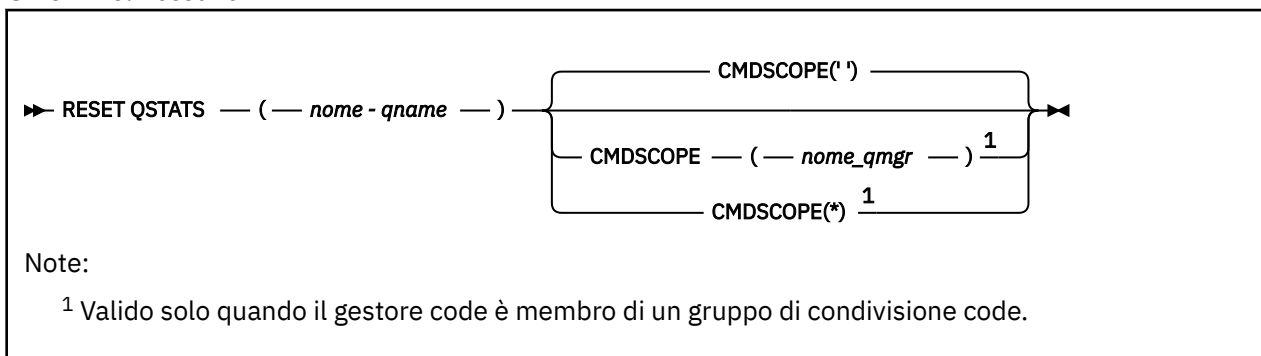 CMDSCOPE(' ')
RESET QSTATS ( nome - qname )
CMDSCOPE ( nome_qmgr ) 1
CMDSCOPE(*) 1
Note:
1 Valido solo quando il gestore code è membro di un gruppo di condivisione code.